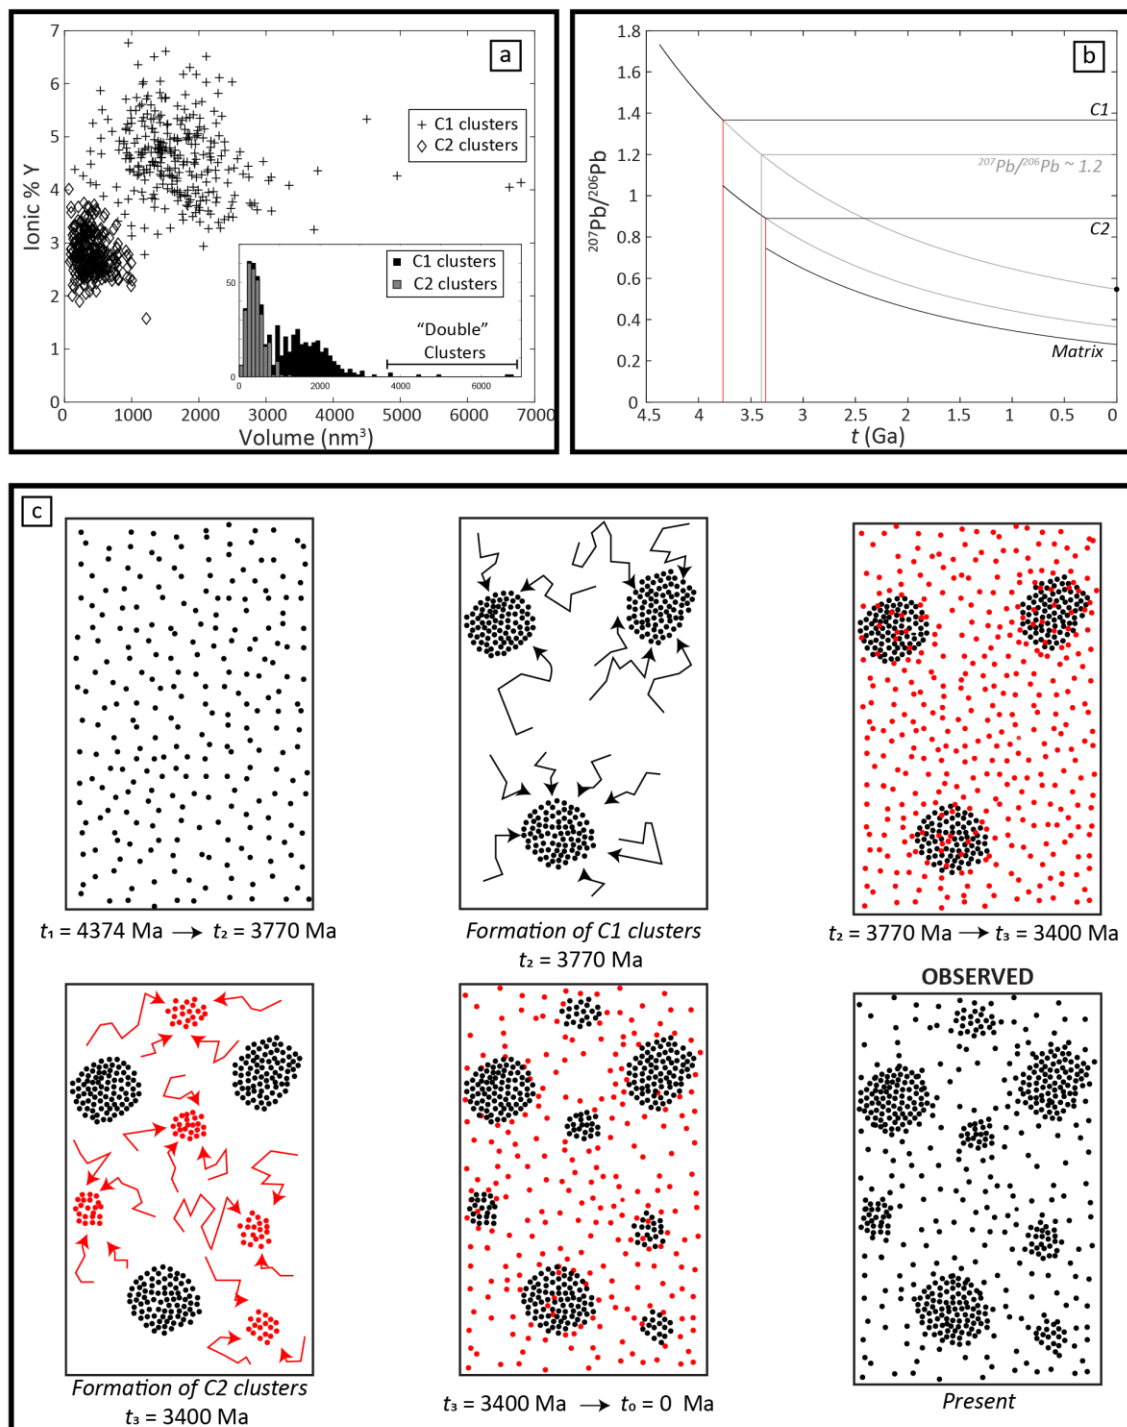 a
7
6
5
4
3
2
1
0
Ionic % Y
+ C1 clusters
◇ C2 clusters
50
0
0
2000
4000
6000
C1 clusters
C2 clusters
"Double"
Clusters
0
1000
2000
3000
4000
5000
6000
7000
Volume (nm³)
b
1.8
1.6
1.4
1.2
1
0.8
0.6
0.4
0.2
0
²⁰⁷Pb/²⁰⁶Pb
C1
²⁰⁷Pb/²⁰⁶Pb ~ 1.2
C2
Matrix
4.5
4
3.5
3
2.5
2
1.5
1
0.5
0
t (Ga)
c
t₁ = 4374 Ma → t₂ = 3770 Ma
Formation of C1 clusters
t₂ = 3770 Ma
t₂ = 3770 Ma → t₃ = 3400 Ma
OBSERVED
Formation of C2 clusters
t₃ = 3400 Ma
t₃ = 3400 Ma → t₀ = 0 Ma
Present